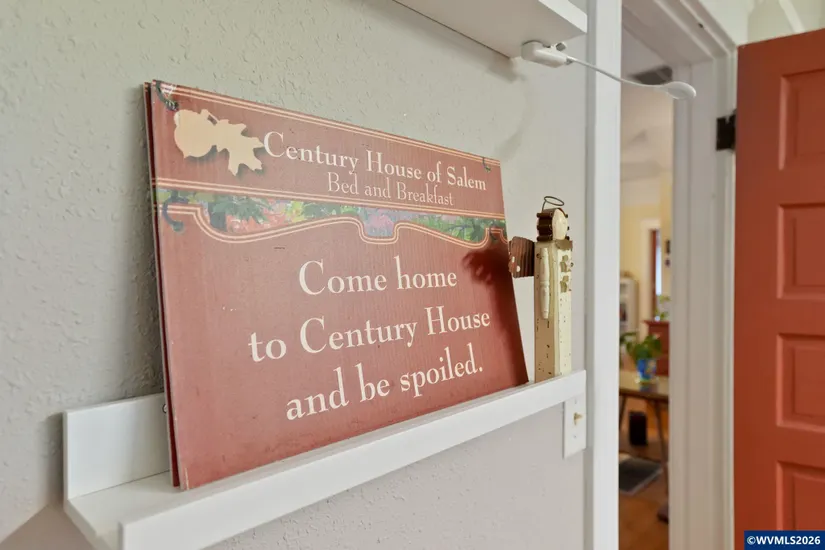 Century House of Salem
Bed and Breakfast
Come home
to Century House
and be spoiled.
©WVMLS2026